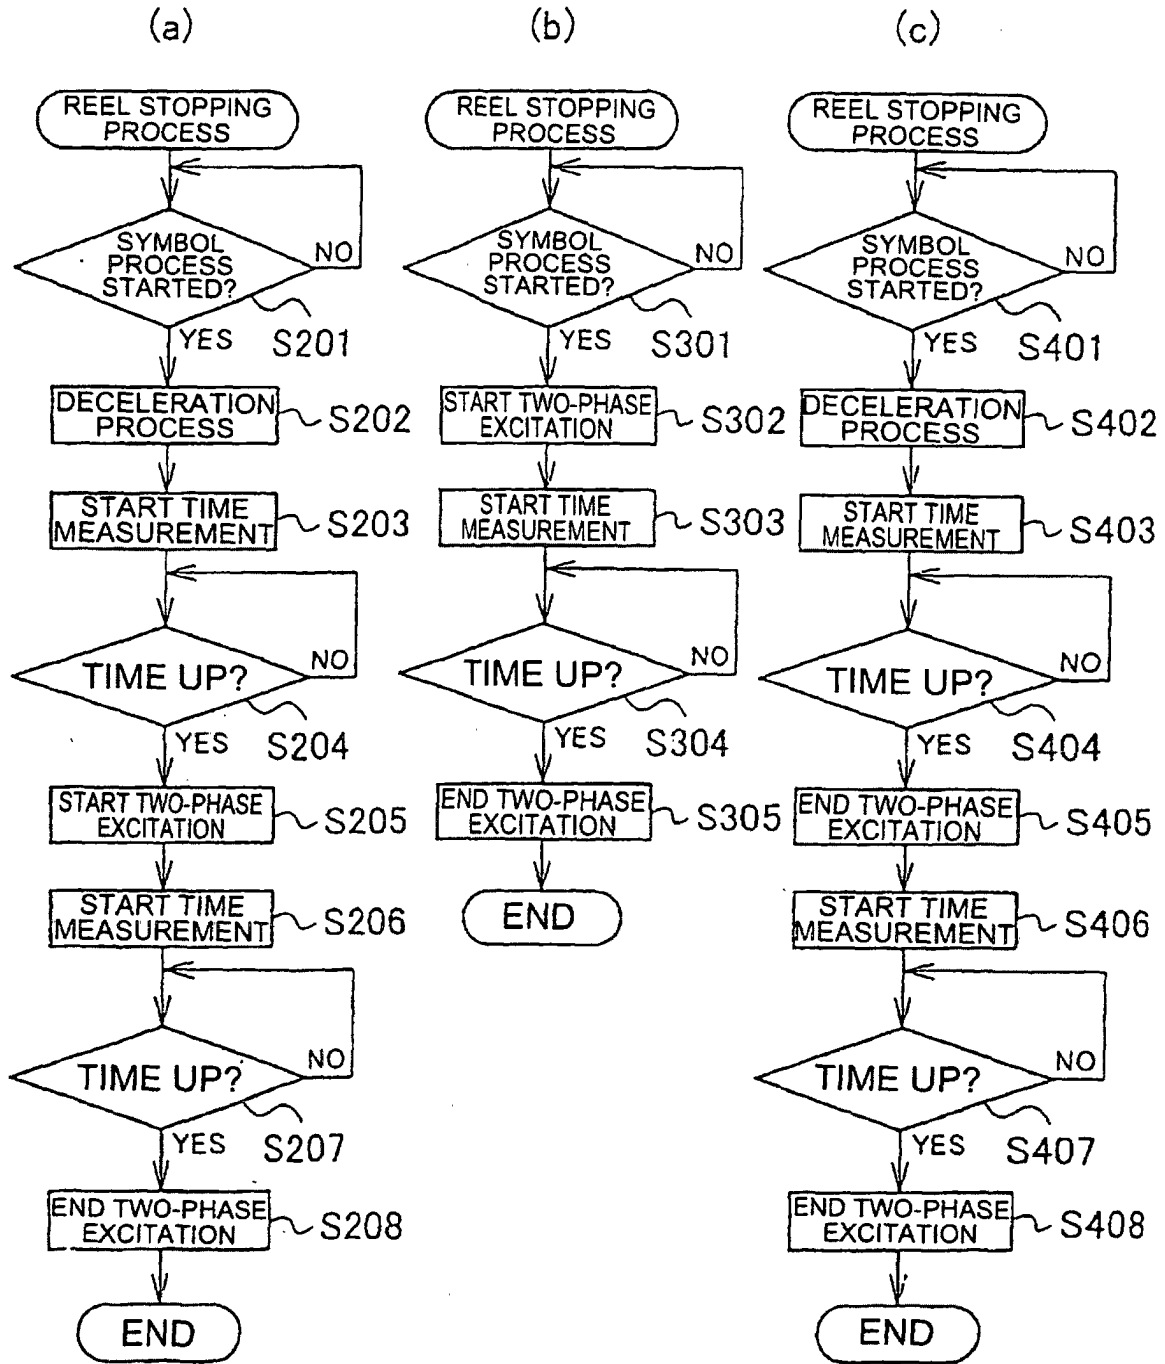 (a)
REEL STOPPING
PROCESS
SYMBOL
PROCESS
STARTED?
NO
YES
S201
DECELERATION
PROCESS
S202
START TIME
MEASUREMENT
S203
TIME UP?
NO
YES
S204
START TWO-PHASE
EXCITATION
S205
START TIME
MEASUREMENT
S206
TIME UP?
NO
YES
S207
END TWO-PHASE
EXCITATION
S208
END
(b)
REEL STOPPING
PROCESS
SYMBOL
PROCESS
STARTED?
NO
YES
S301
START TWO-PHASE
EXCITATION
S302
START TIME
MEASUREMENT
S303
TIME UP?
NO
YES
S304
END TWO-PHASE
EXCITATION
S305
END
(c)
REEL STOPPING
PROCESS
SYMBOL
PROCESS
STARTED?
NO
YES
S401
DECELERATION
PROCESS
S402
START TIME
MEASUREMENT
S403
TIME UP?
NO
YES
S404
END TWO-PHASE
EXCITATION
S405
START TIME
MEASUREMENT
S406
TIME UP?
NO
YES
S407
END TWO-PHASE
EXCITATION
S408
END